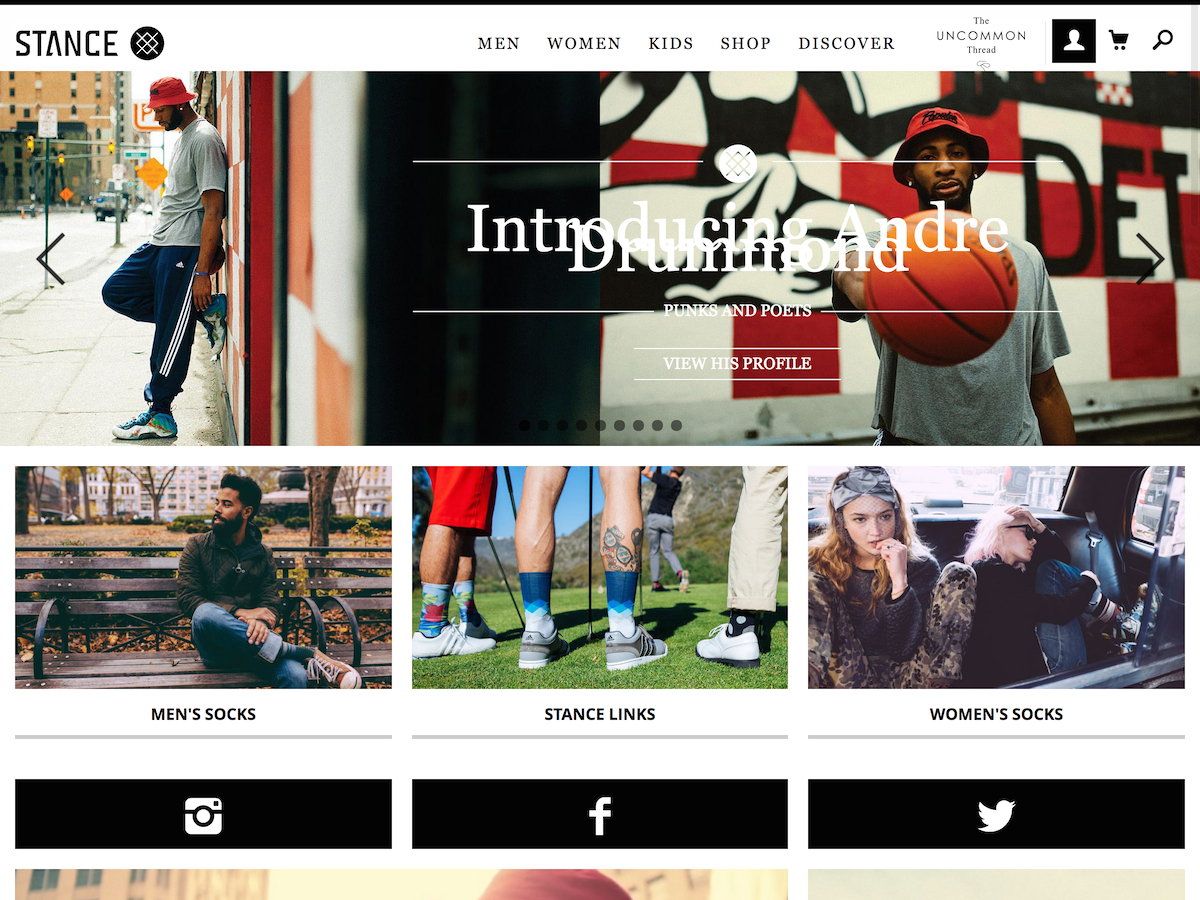 STANCE
MEN WOMEN KIDS SHOP DISCOVER
The
UNCOMMON
Thread
Introducing Andre
Drummond
PUNKS AND POETS
VIEW HIS PROFILE
DET
MEN'S SOCKS
STANCE LINKS
WOMEN'S SOCKS